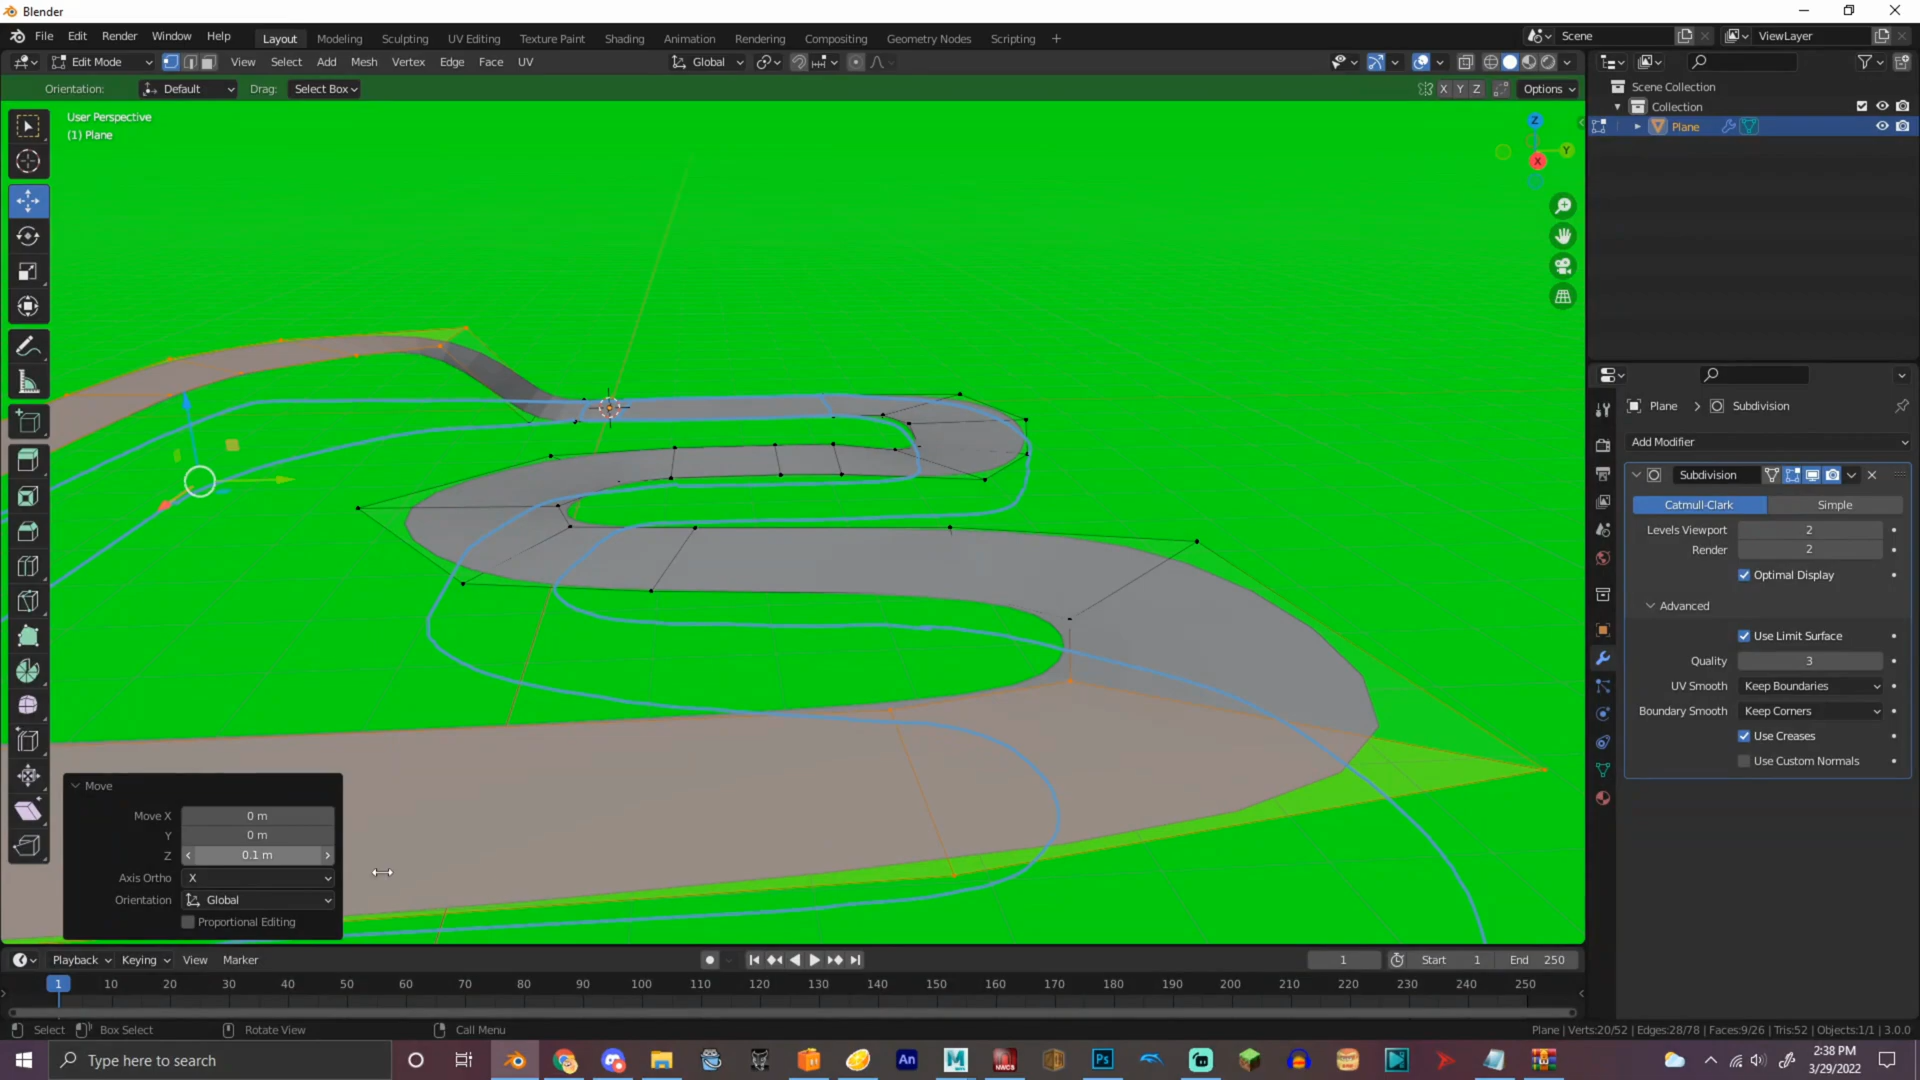 Blender
File Edit Render Window Help
Layout Modeling Sculpting UV Editing Texture Paint Shading Animation Rendering Compositing Geometry Nodes Scripting +
Scene
ViewLayer
Edit Mode View Select Add Mesh Vertex Edge Face UV
Global
Orientation: Default Drag: Select Box
X Y Z Options
User Perspective
(1) Plane
Z
Y
X
Scene Collection
Collection
Plane
Plane > Subdivision
Add Modifier
Subdivision
Catmull-Clark Simple
Levels Viewport 2
Render 2
Optimal Display
Advanced
Use Limit Surface
Quality 3
UV Smooth Keep Boundaries
Boundary Smooth Keep Corners
Use Creases
Use Custom Normals
Move
Move X 0 m
Y 0 m
Z 0.1 m
Axis Ortho X
Orientation Global
Proportional Editing
Playback Keying View Marker
1 Start 1 End 250
1 10 20 30 40 50 60 70 80 90 100 110 120 130 140 150 160 170 180 190 200 210 220 230 240 250
Select Box Select Rotate View Call Menu
Plane | Verts:20/52 | Edges:28/78 | Faces:9/26 | Tris:52 | Objects:1/1 | 3.0.0
Type here to search
An
M
MWCS
Ps
2:38 PM
3/29/2022